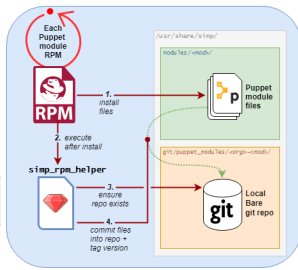 Each
Puppet
module
RPM
RPM
1.
install
files
2. execute
after install
simp_rpm_helper
3.
ensure
repo exists
4.
commit files
into repo +
tag version
/usr/share/simp/
modules/<mod>/
p
Puppet
module
files
git/puppet_modules/<org>-<mod>/
git
Local
Bare
git repo